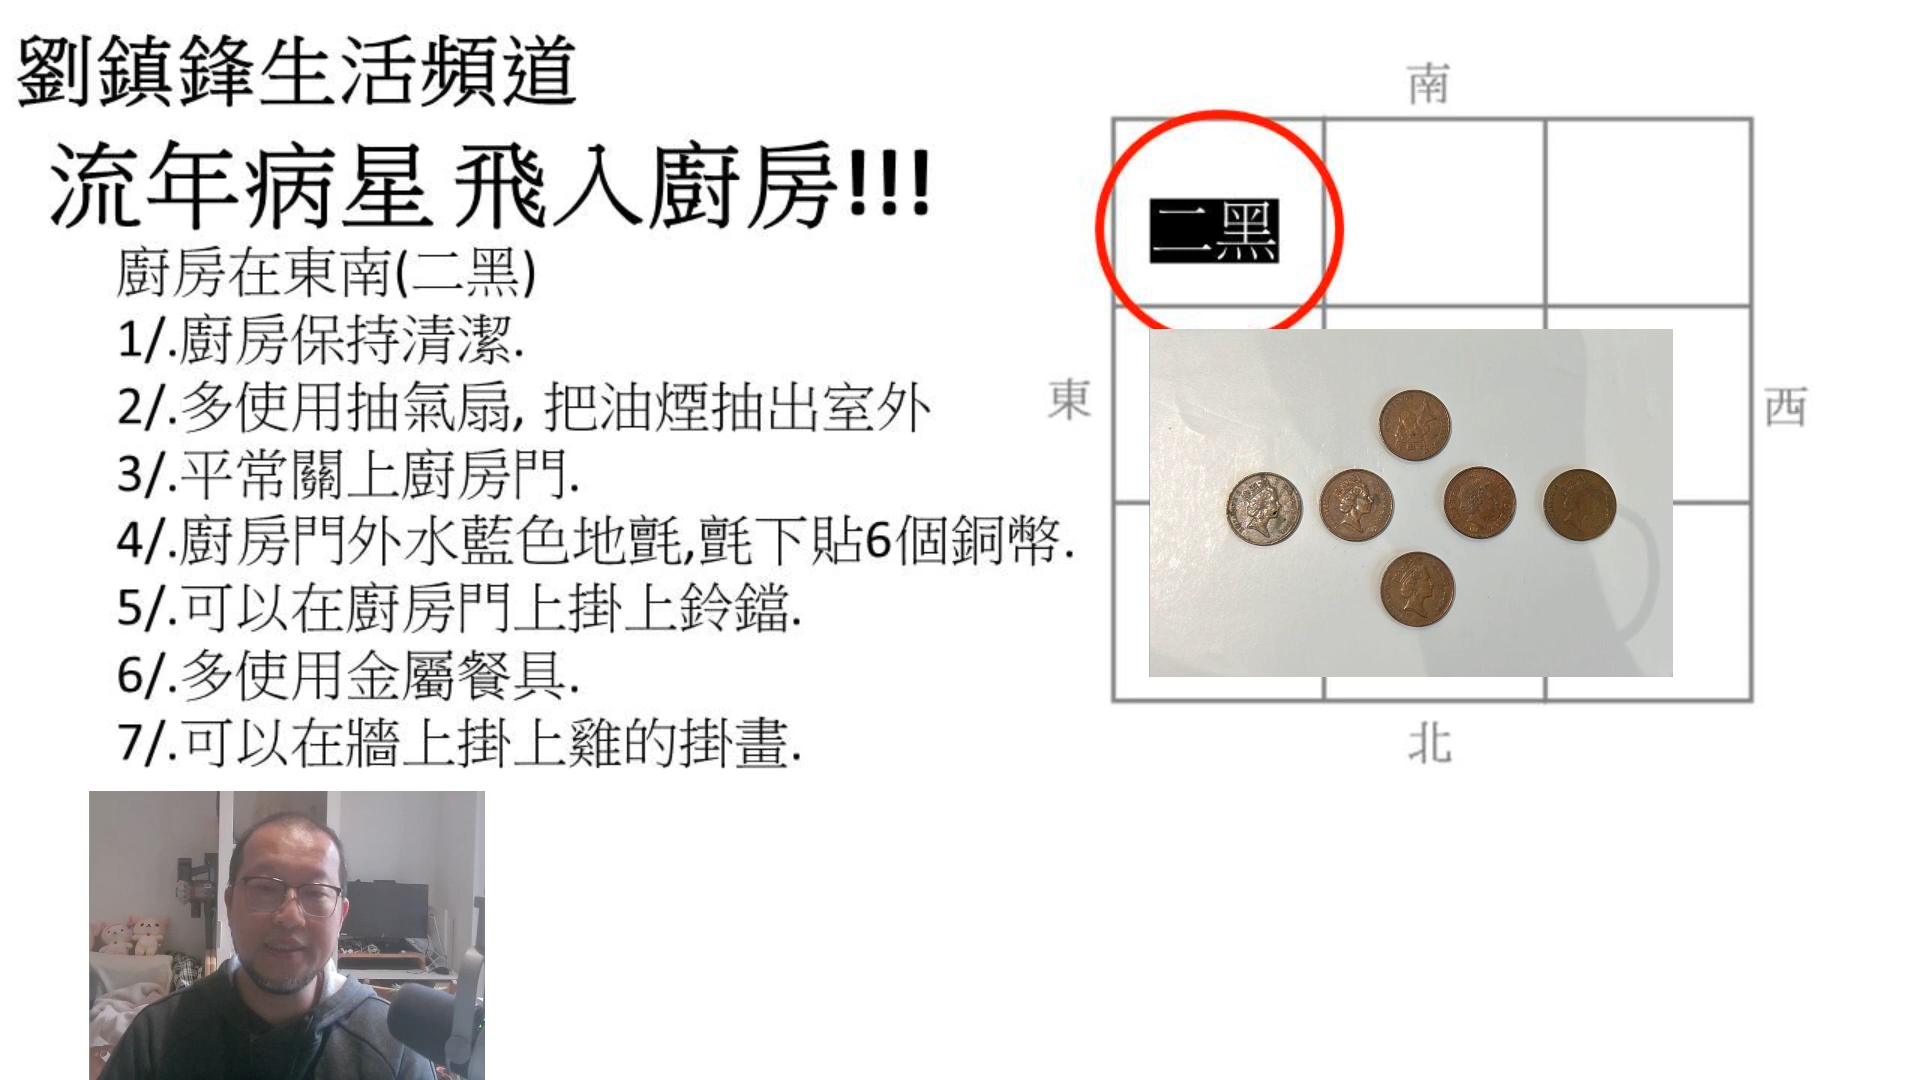 劉鎮鋒生活頻道
流年病星 飛入廚房!!!
廚房在東南(二黑)
1/.廚房保持清潔.
2/.多使用抽氣扇, 把油煙抽出室外
3/.平常關上廚房門.
4/.廚房門外水藍色地氈,氈下貼6個銅幣.
5/.可以在廚房門上掛上鈴鐺.
6/.多使用金屬餐具.
7/.可以在牆上掛上雞的掛畫.
南
二黑
東
西
北